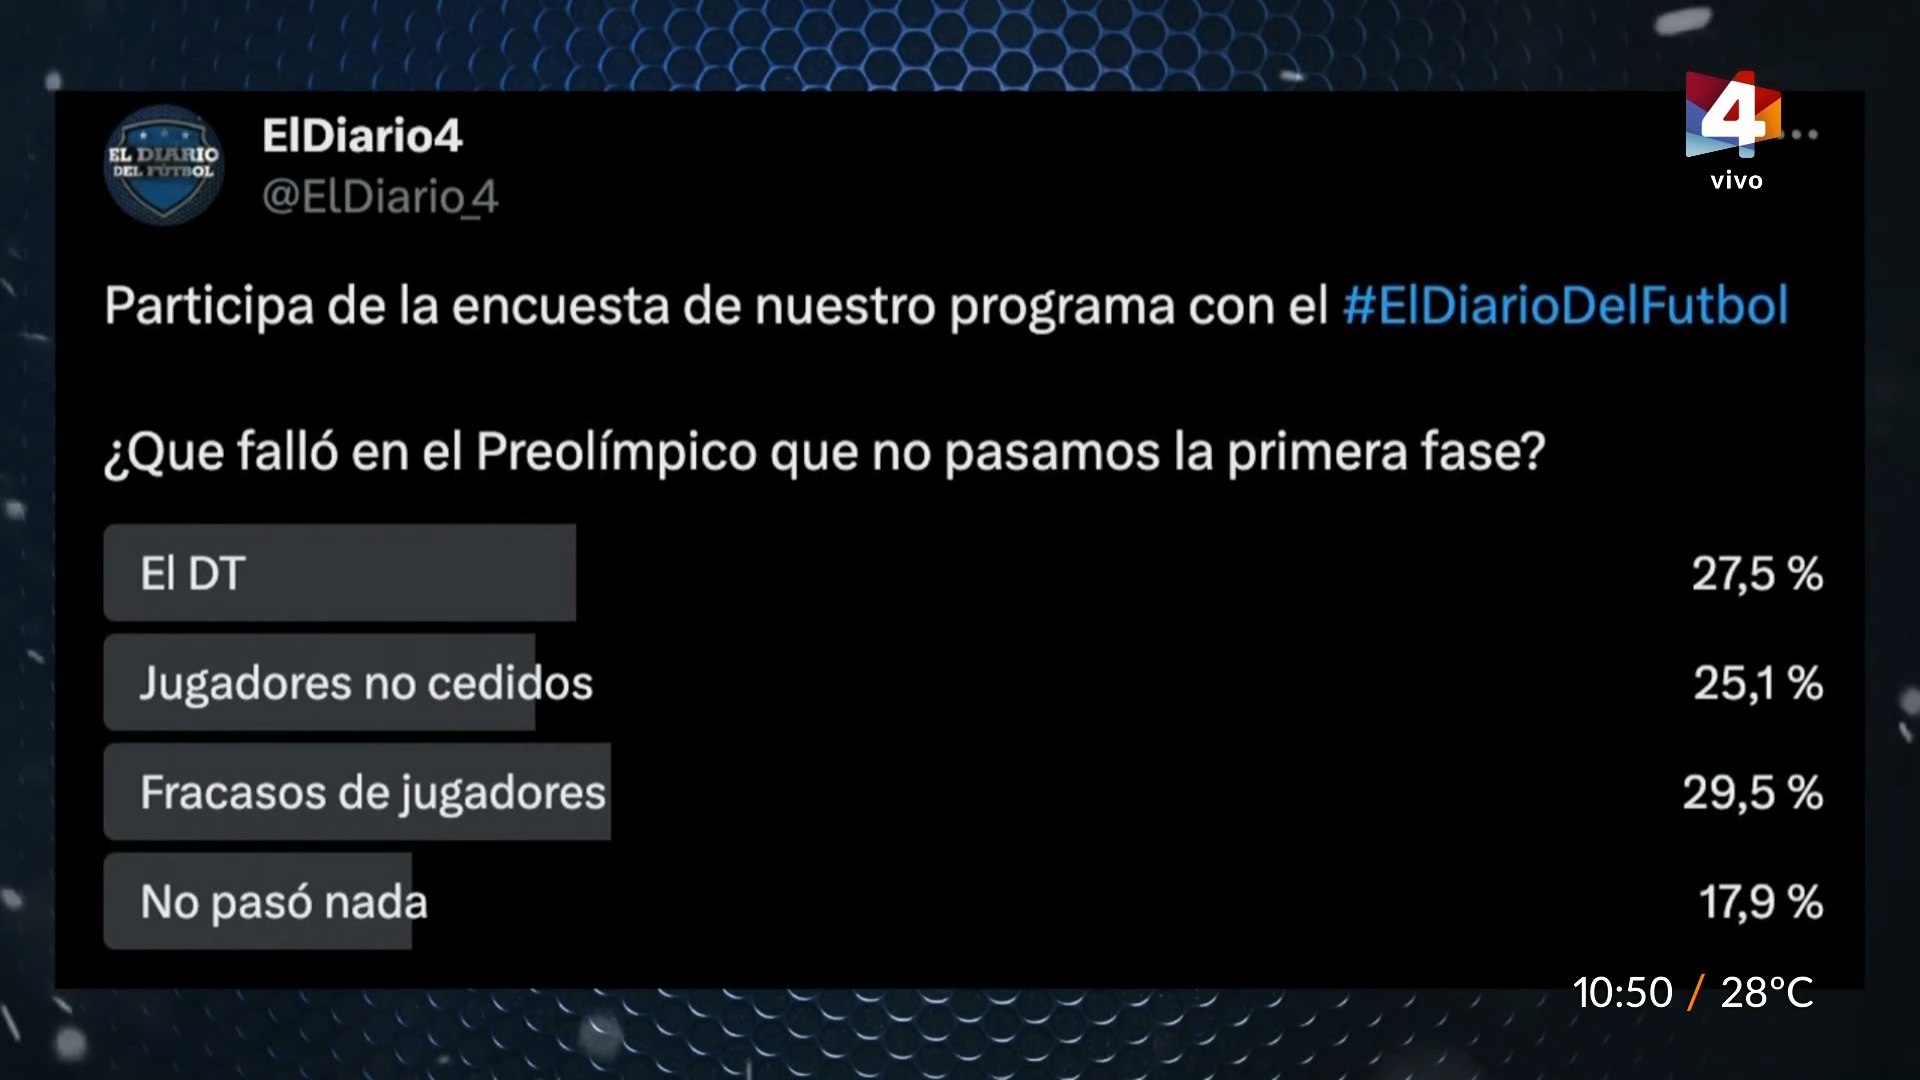 EL DIARIO
DEL FÚTBOL
ElDiario4
@ElDiario_4
4
vivo
Participa de la encuesta de nuestro programa con el #ElDiarioDelFutbol
¿Que falló en el Preolímpico que no pasamos la primera fase?
El DT 27,5 %
Jugadores no cedidos 25,1 %
Fracasos de jugadores 29,5 %
No pasó nada 17,9 %
10:50 / 28°C